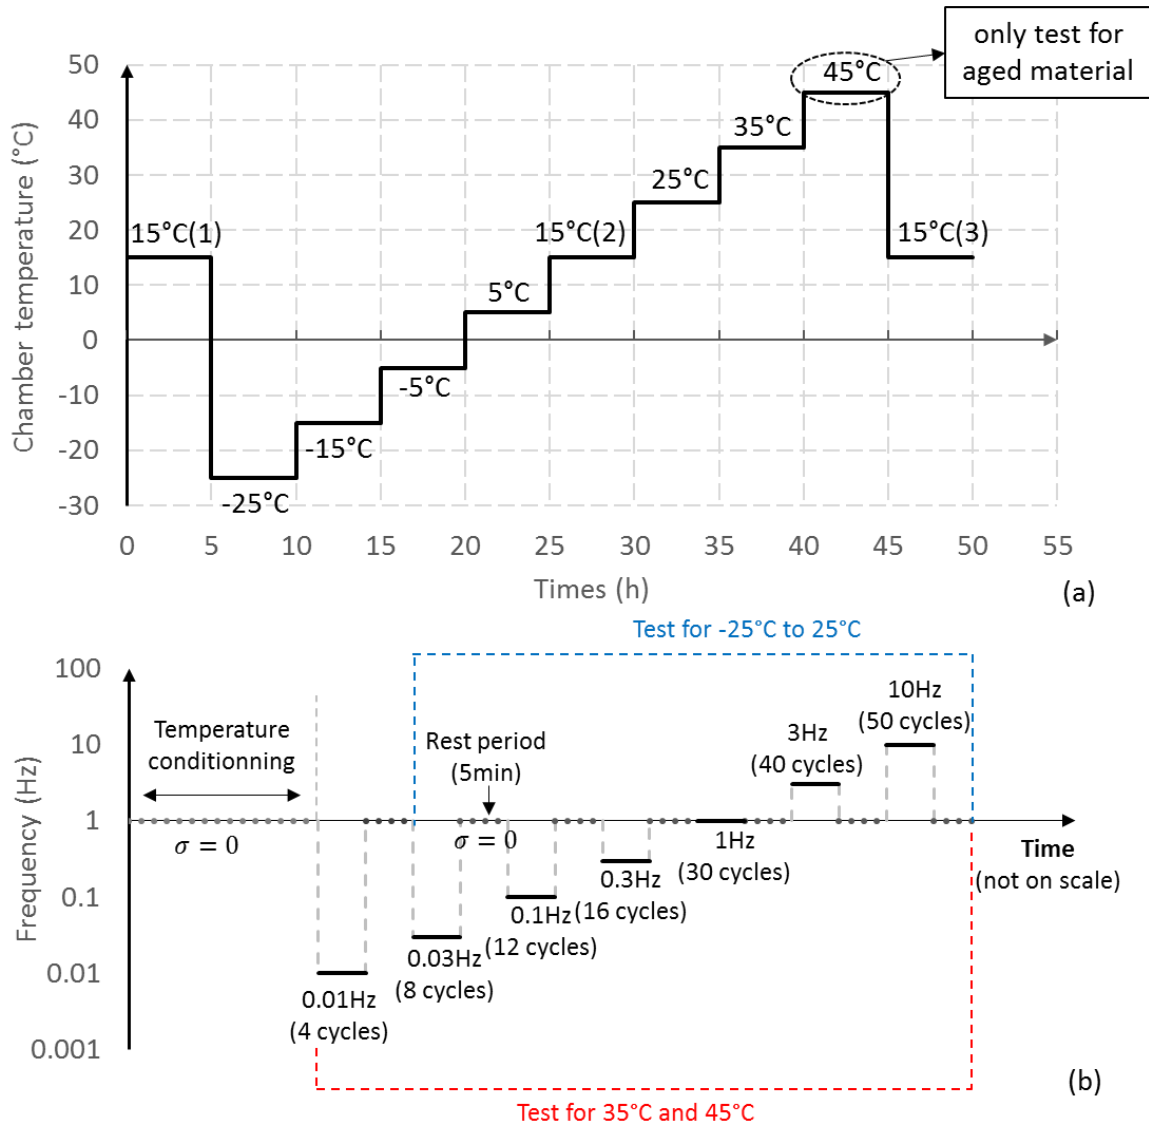 only test for
aged material
50
40
30
20
10
0
-10
-20
-30
Chamber temperature (°C)
15°C(1)
-25°C
-15°C
-5°C
5°C
15°C(2)
25°C
35°C
45°C
15°C(3)
0 5 10 15 20 25 30 35 40 45 50 55
Times (h)
(a)
Test for -25°C to 25°C
100
10
1
0.1
0.01
0.001
Frequency (Hz)
Temperature
conditionning
σ = 0
Rest period
(5min)
σ = 0
0.01Hz
(4 cycles)
0.03Hz
(8 cycles)
0.1Hz
(12 cycles)
0.3Hz
(16 cycles)
1Hz
(30 cycles)
3Hz
(40 cycles)
10Hz
(50 cycles)
Time
(not on scale)
Test for 35°C and 45°C
(b)